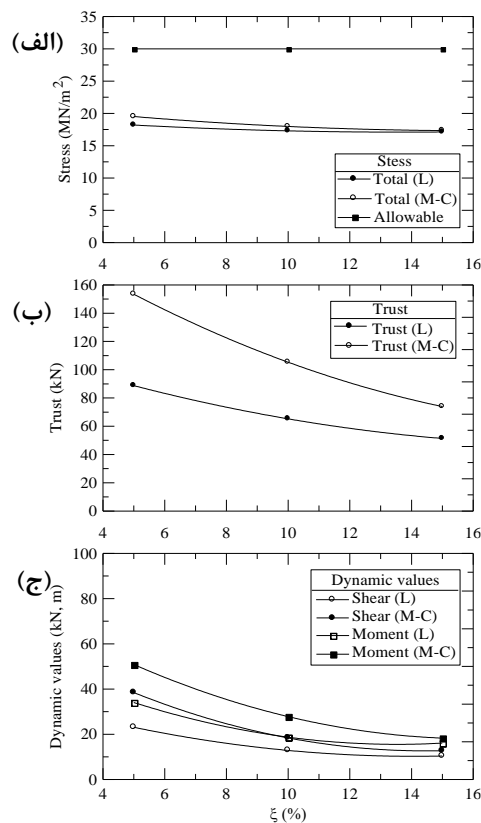 (الف)
35
30
25
20
15
10
5
0
Stress (MN/m²)
Stess
Total (L)
Total (M-C)
Allowable
4 6 8 10 12 14 16
(ب)
160
140
120
100
80
60
40
20
0
Trust (kN)
Trust
Trust (L)
Trust (M-C)
4 6 8 10 12 14 16
(ج)
100
80
60
40
20
0
Dynamic values (kN, m)
Dynamic values
Shear (L)
Shear (M-C)
Moment (L)
Moment (M-C)
4 6 8 10 12 14 16
ξ (%)